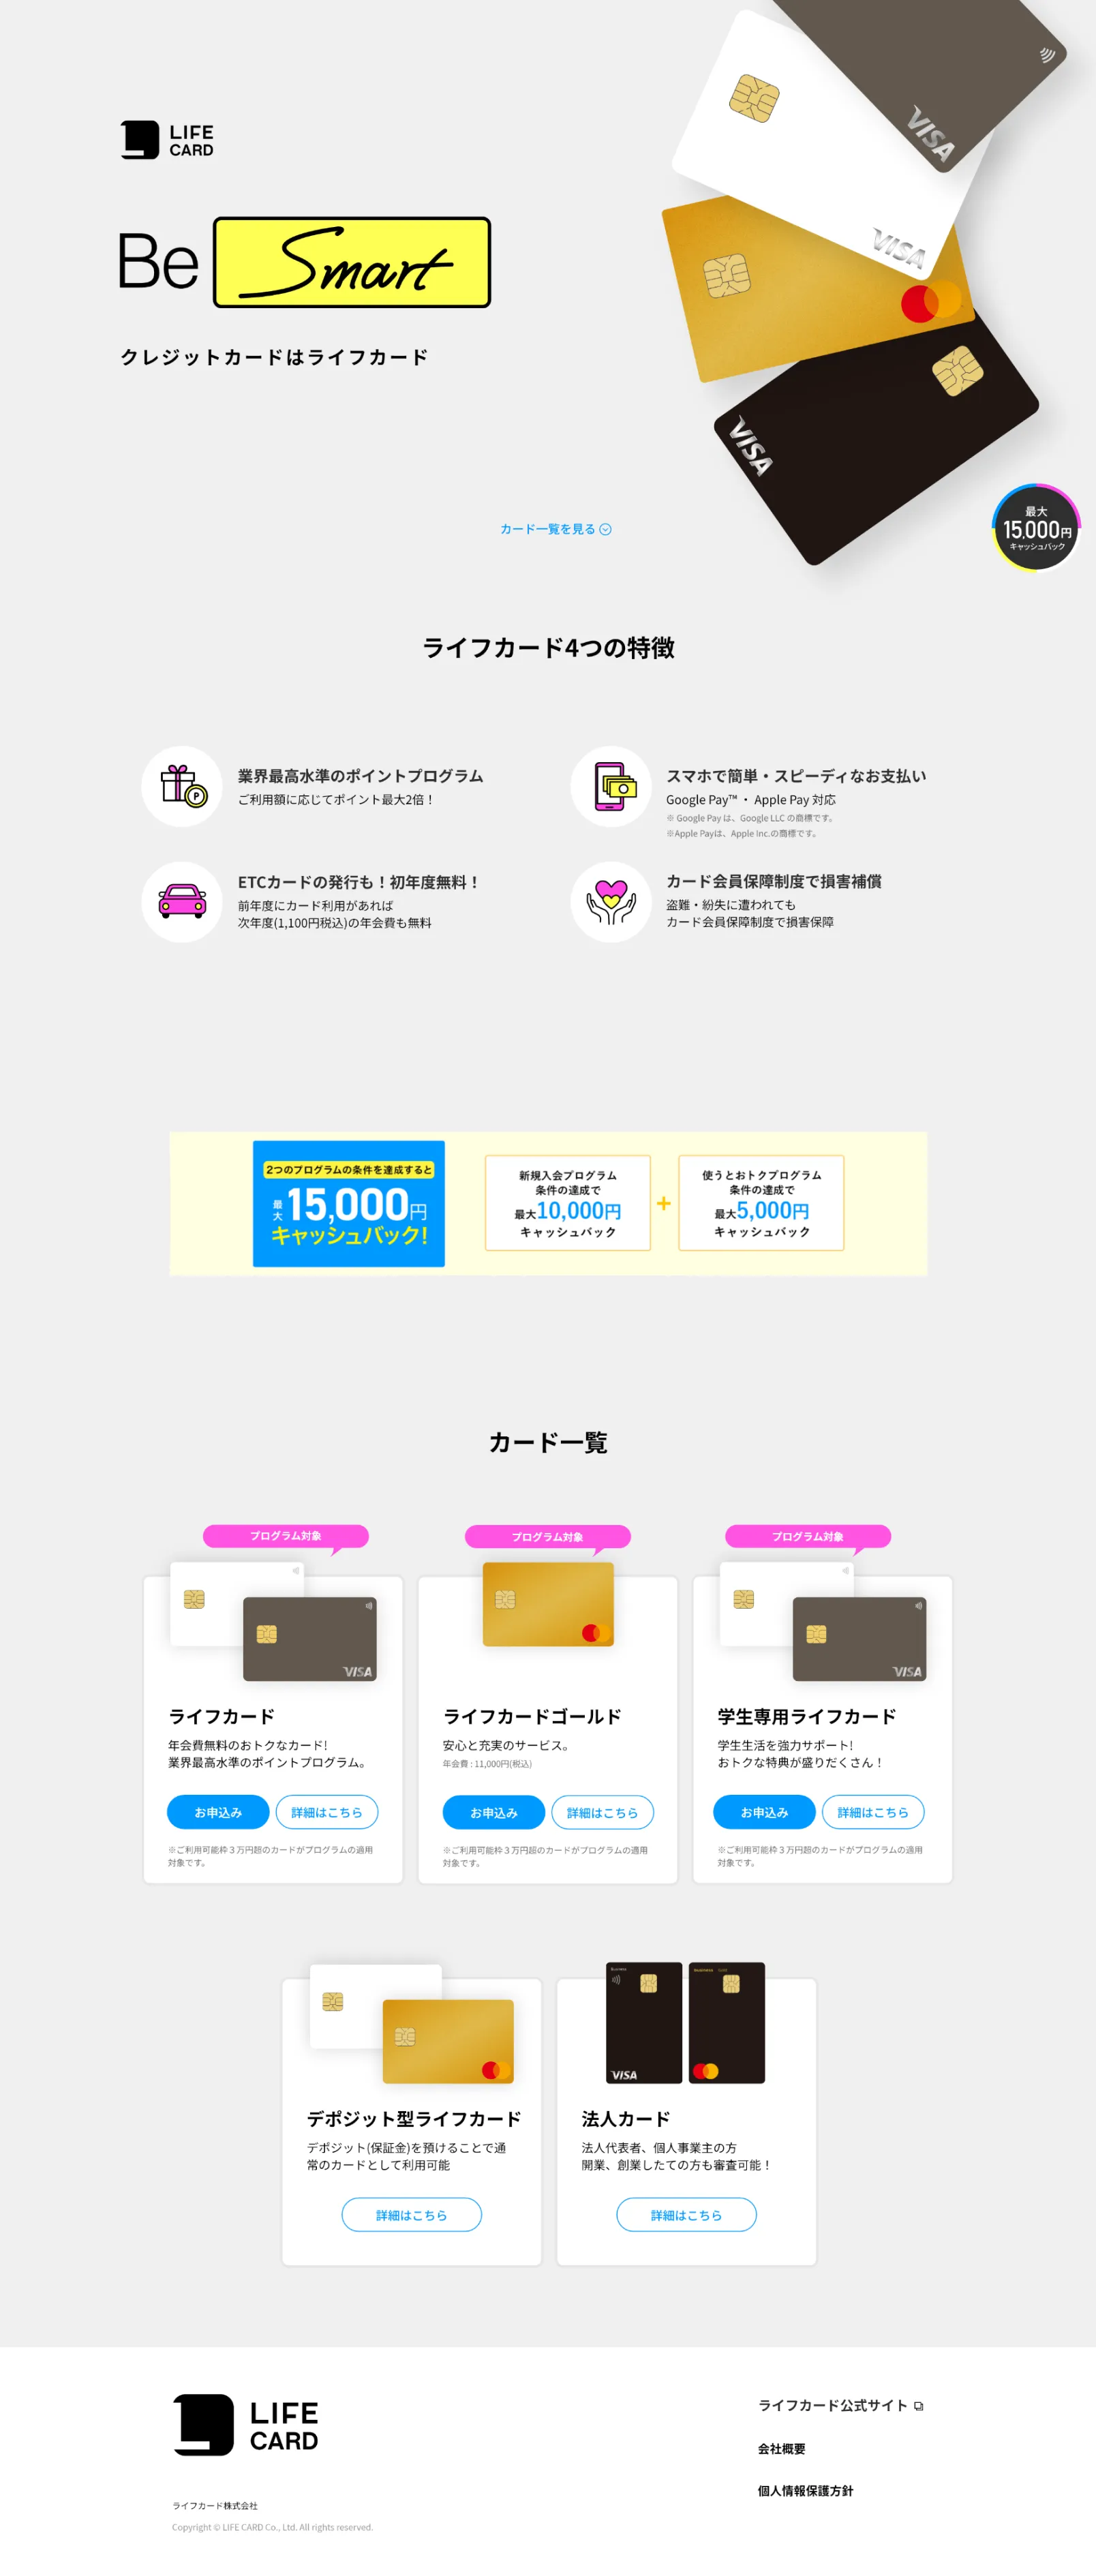 VISA
LIFE
CARD
VISA
Be Smart
クレジットカードはライフカード
VISA
カード一覧を見る
最大
15,000円
キャッシュバック
ライフカード4つの特徴
業界最高水準のポイントプログラム
ご利用額に応じてポイント最大2倍！
P
スマホで簡単・スピーディなお支払い
Google Pay™ ・ Apple Pay 対応
※ Google Pay は、Google LLC の商標です。
※Apple Payは、Apple Inc.の商標です。
ETCカードの発行も！初年度無料！
前年度にカード利用があれば
次年度(1,100円税込)の年会費も無料
カード会員保障制度で損害補償
盗難・紛失に遭われても
カード会員保障制度で損害保障
2つのプログラムの条件を達成すると
最大15,000円
キャッシュバック!
新規入会プログラム
条件の達成で
最大10,000円
キャッシュバック
+
使うとおトクプログラム
条件の達成で
最大5,000円
キャッシュバック
カード一覧
プログラム対象
VISA
ライフカード
年会費無料のおトクなカード!
業界最高水準のポイントプログラム。
お申込み
詳細はこちら
※ご利用可能枠３万円超のカードがプログラムの適用
対象です。
プログラム対象
ライフカードゴールド
安心と充実のサービス。
年会費 : 11,000円(税込)
お申込み
詳細はこちら
※ご利用可能枠３万円超のカードがプログラムの適用
対象です。
プログラム対象
VISA
学生専用ライフカード
学生生活を強力サポート!
おトクな特典が盛りだくさん！
お申込み
詳細はこちら
※ご利用可能枠３万円超のカードがプログラムの適用
対象です。
デポジット型ライフカード
デポジット(保証金)を預けることで通
常のカードとして利用可能
詳細はこちら
Business
VISA
法人カード
法人代表者、個人事業主の方
開業、創業したての方も審査可能！
詳細はこちら
LIFE
CARD
ライフカード株式会社
Copyright © LIFE CARD Co., Ltd. All rights reserved.
ライフカード公式サイト
会社概要
個人情報保護方針